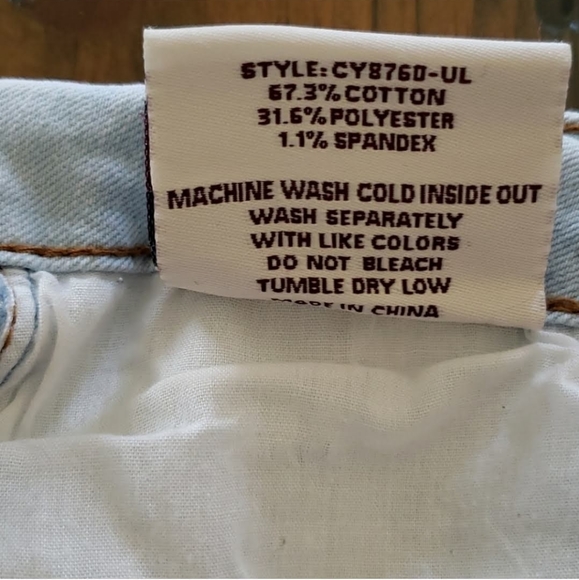 STYLE: CY8760-UL
67.3% COTTON
31.6% POLYESTER
1.1% SPANDEX
MACHINE WASH COLD INSIDE OUT
WASH SEPARATELY
WITH LIKE COLORS
DO NOT BLEACH
TUMBLE DRY LOW
MADE IN CHINA